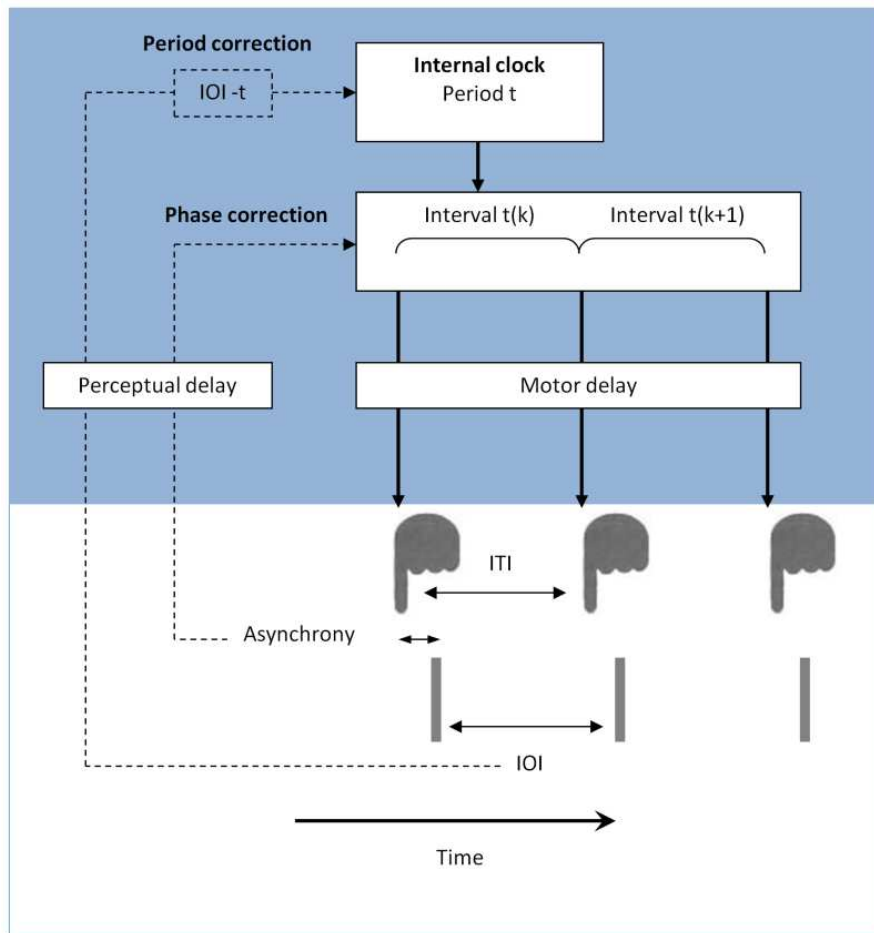 Period correction
IOI -t
Internal clock
Period t
Phase correction
Interval t(k)
Interval t(k+1)
Perceptual delay
Motor delay
ITI
Asynchrony
IOI
Time